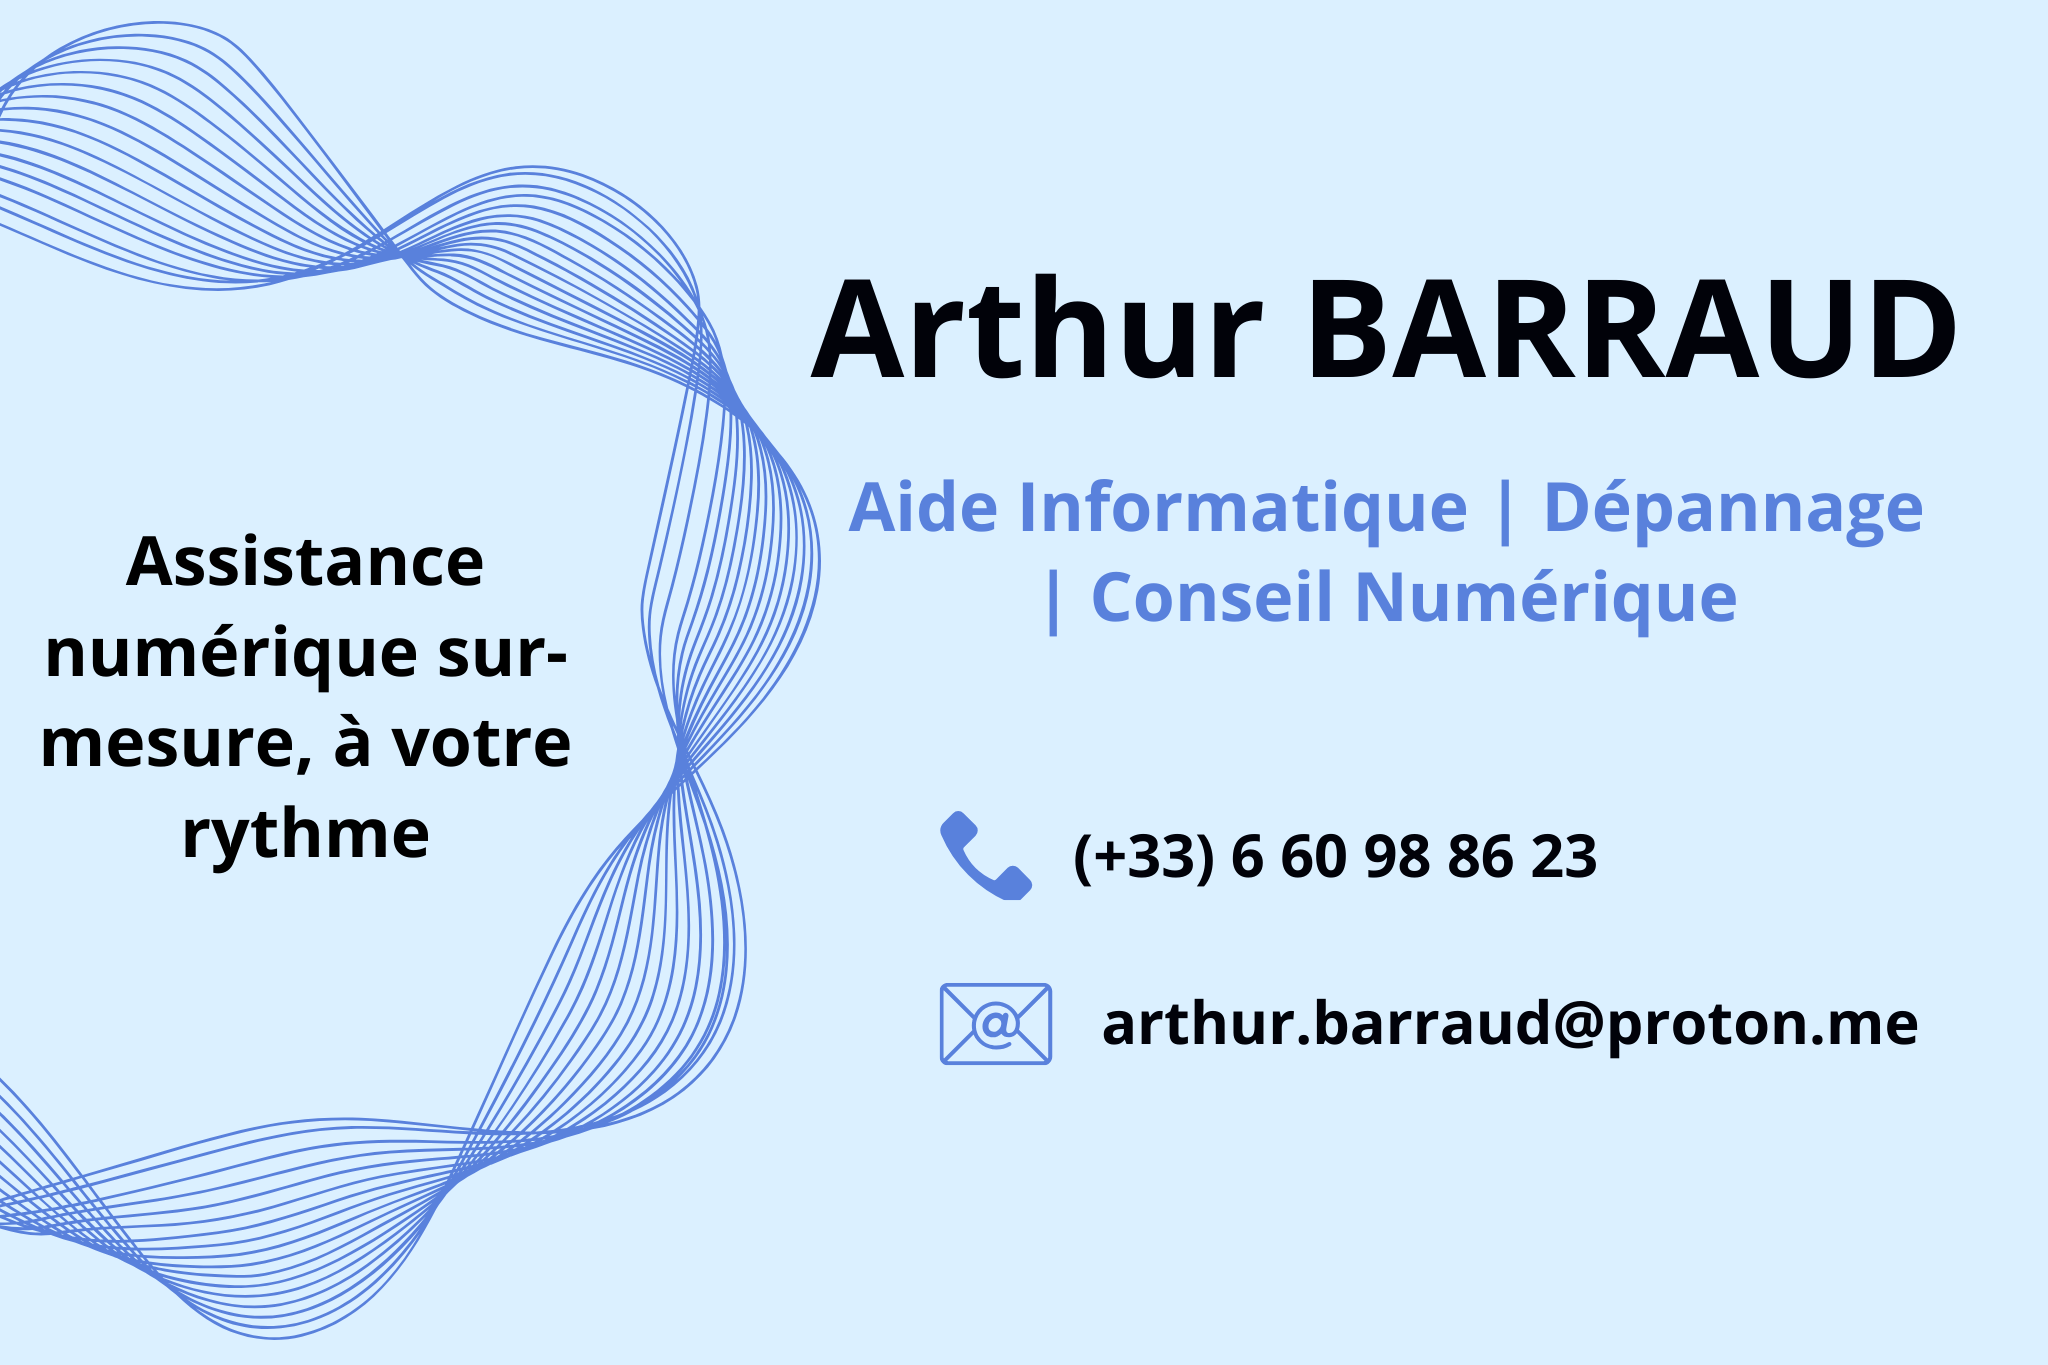 Arthur BARRAUD
Aide Informatique | Dépannage
| Conseil Numérique
Assistance
numérique sur-
mesure, à votre
rythme
(+33) 6 60 98 86 23
@
arthur.barraud@proton.me